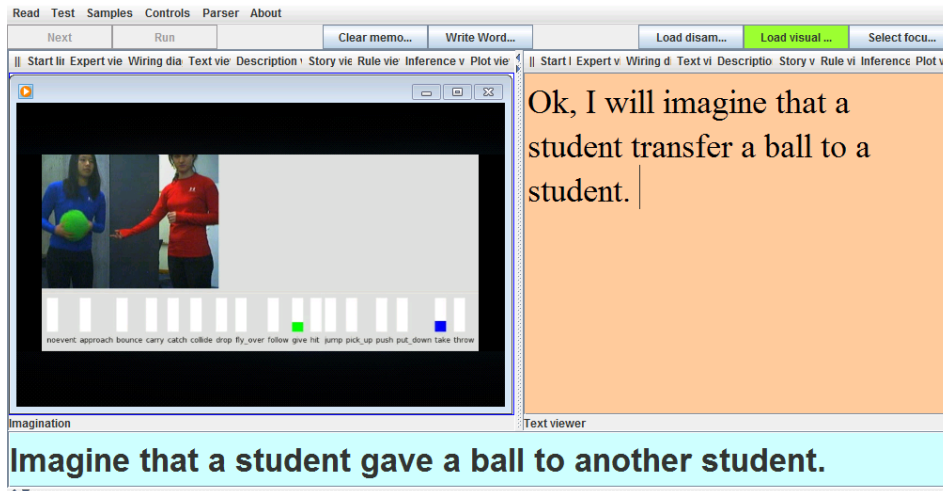 Read Test Samples Controls Parser About
Next Run Clear memo... Write Word... Load disam... Load visual ... Select focu...
|| Start lir Expert vie Wiring dia Text vie Description v Story vie Rule vie Inference v Plot vie
|| Start l Expert vi Wiring d Text vi Descriptio Story v Rule vi Inference Plot v
Ok, I will imagine that a
student transfer a ball to a
student.
noevent approach bounce carry catch collide drop fly_over follow give hit jump pick_up push put_down take throw
Imagination
Text viewer
Imagine that a student gave a ball to another student.